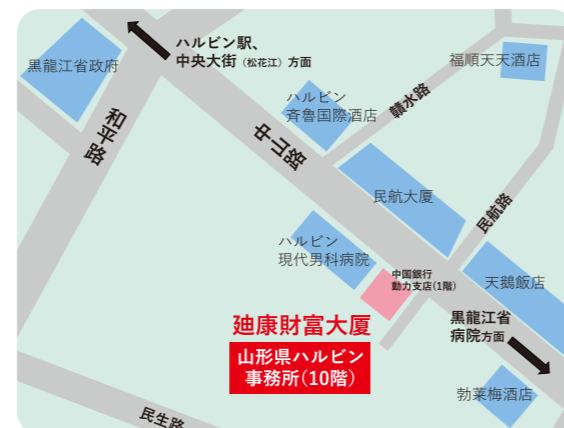 ハルビン駅、
中央大街（松花江）方面
黒龍江省政府
福順天天酒店
和平路
ハルビン
斉魯国際酒店
贛水路
中山路
民航大厦
民航路
ハルビン
現代男科病院
中国銀行
動力支店(1階)
天鵝飯店
廸康財富大厦
山形県ハルビン
事務所(10階)
黒龍江省
病院方面
勃莱梅酒店
民生路